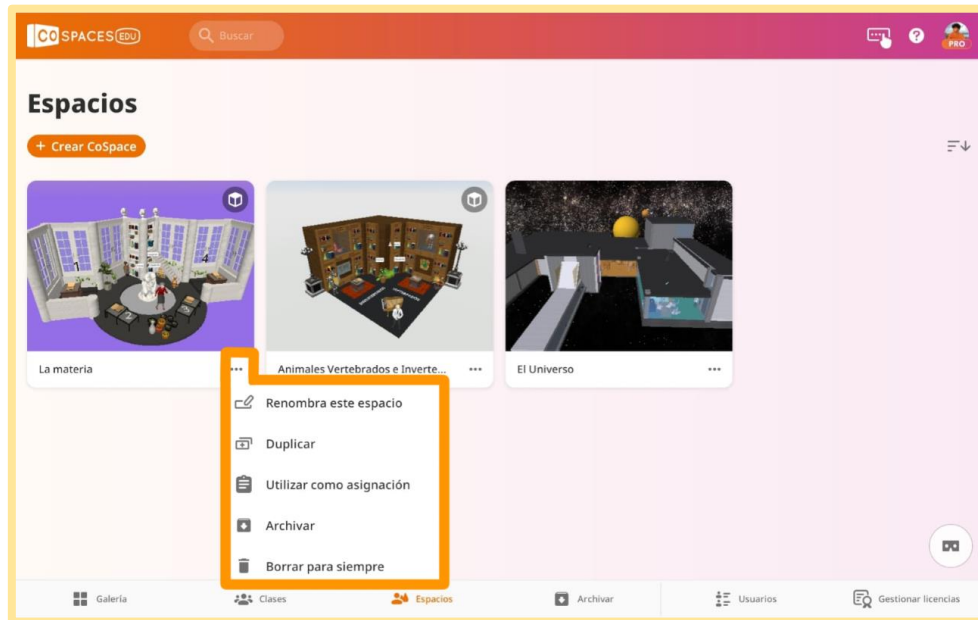 CO SPACES EDU
Buscar
PRO
Espacios
+ Crear CoSpace
La materia
Animales Vertebrados e Inverte...
El Universo
Renombra este espacio
Duplicar
Utilizar como asignación
Archivar
Borrar para siempre
Galería
Clases
Espacios
Archivar
Usuarios
Gestionar licencias